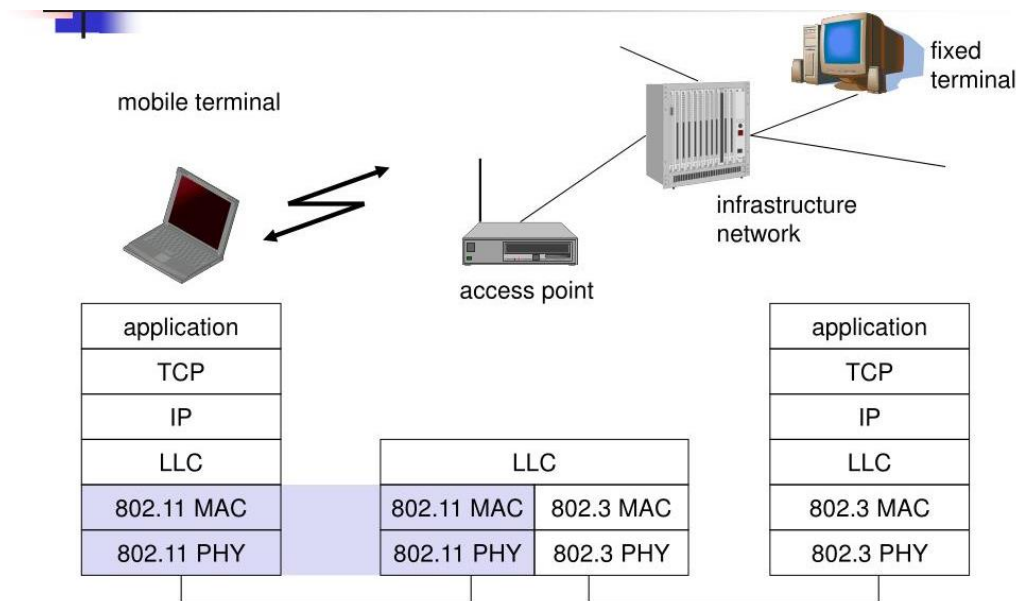 fixed
terminal
mobile terminal
infrastructure
network
access point
application
TCP
IP
LLC
802.11 MAC
802.11 PHY
LLC
802.11 MAC 802.3 MAC
802.11 PHY 802.3 PHY
application
TCP
IP
LLC
802.3 MAC
802.3 PHY